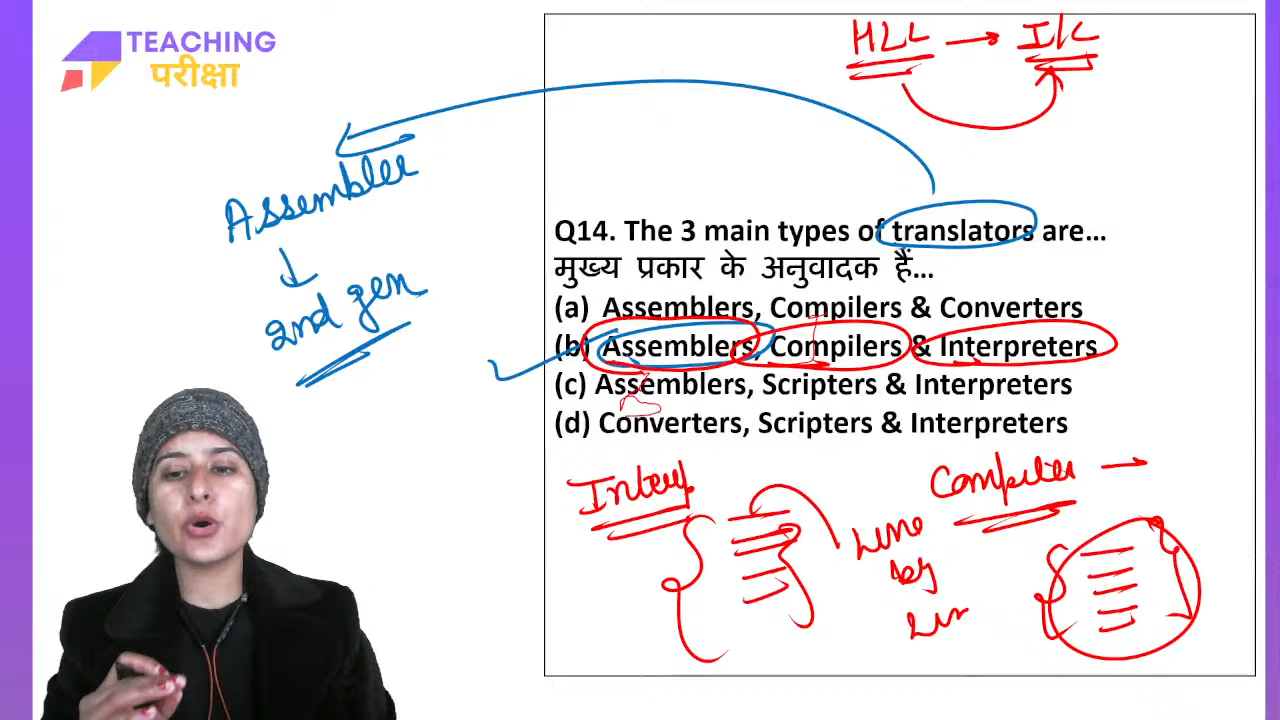 TEACHING
परीक्षा
HLL → I/C
Assembler
2nd gen
Q14. The 3 main types of translators are...
मुख्य प्रकार के अनुवादक हैं...
(a) Assemblers, Compilers & Converters
(b) Assemblers, Compilers & Interpreters
(c) Assemblers, Scripters & Interpreters
(d) Converters, Scripters & Interpreters
Interp
Line
by
Lin
Compiler →